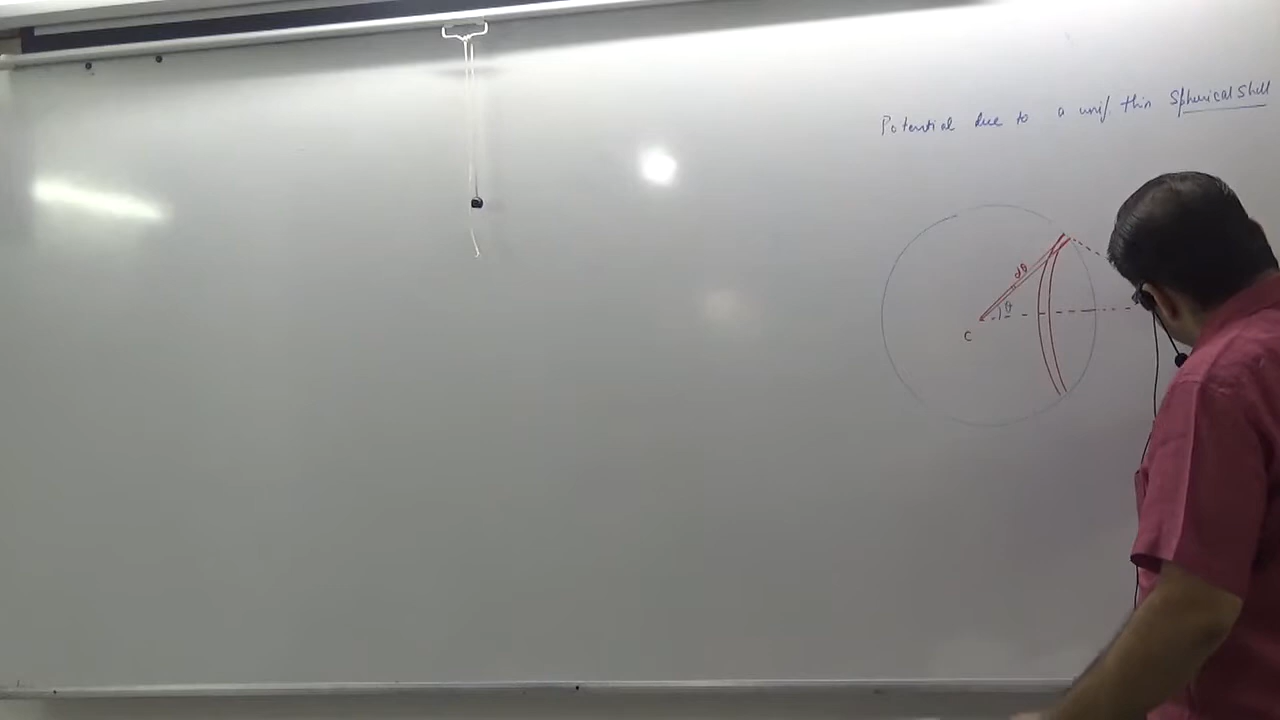 Potential due to a unif. thin Spherical Shell
dθ
θ
C